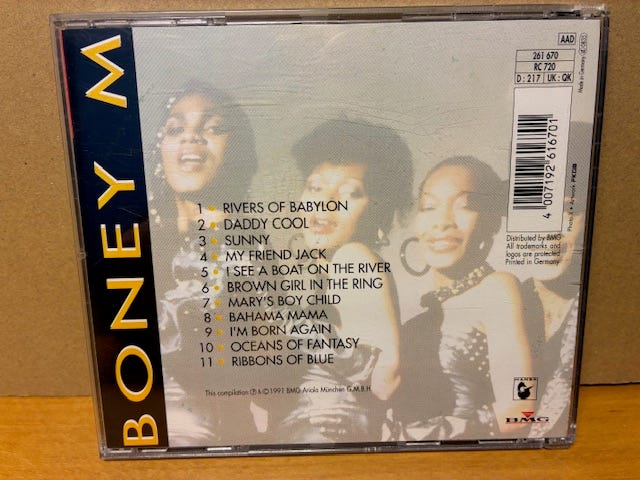 BONEY M
AAD
261 670
RC 720
D : 217 UK : QK
Made in Germany
4 007192 616701
1 RIVERS OF BABYLON
2 DADDY COOL
3 SUNNY
4 MY FRIEND JACK
5 I SEE A BOAT ON THE RIVER
6 BROWN GIRL IN THE RING
7 MARY'S BOY CHILD
8 BAHAMA MAMA
9 I'M BORN AGAIN
10 OCEANS OF FANTASY
11 RIBBONS OF BLUE
Distributed by BMG
All trademarks and
logos are protected
Printed in Germany
This compilation ℗ & © 1991 BMG Ariola München G.M.B.H.
HANSA
BMG